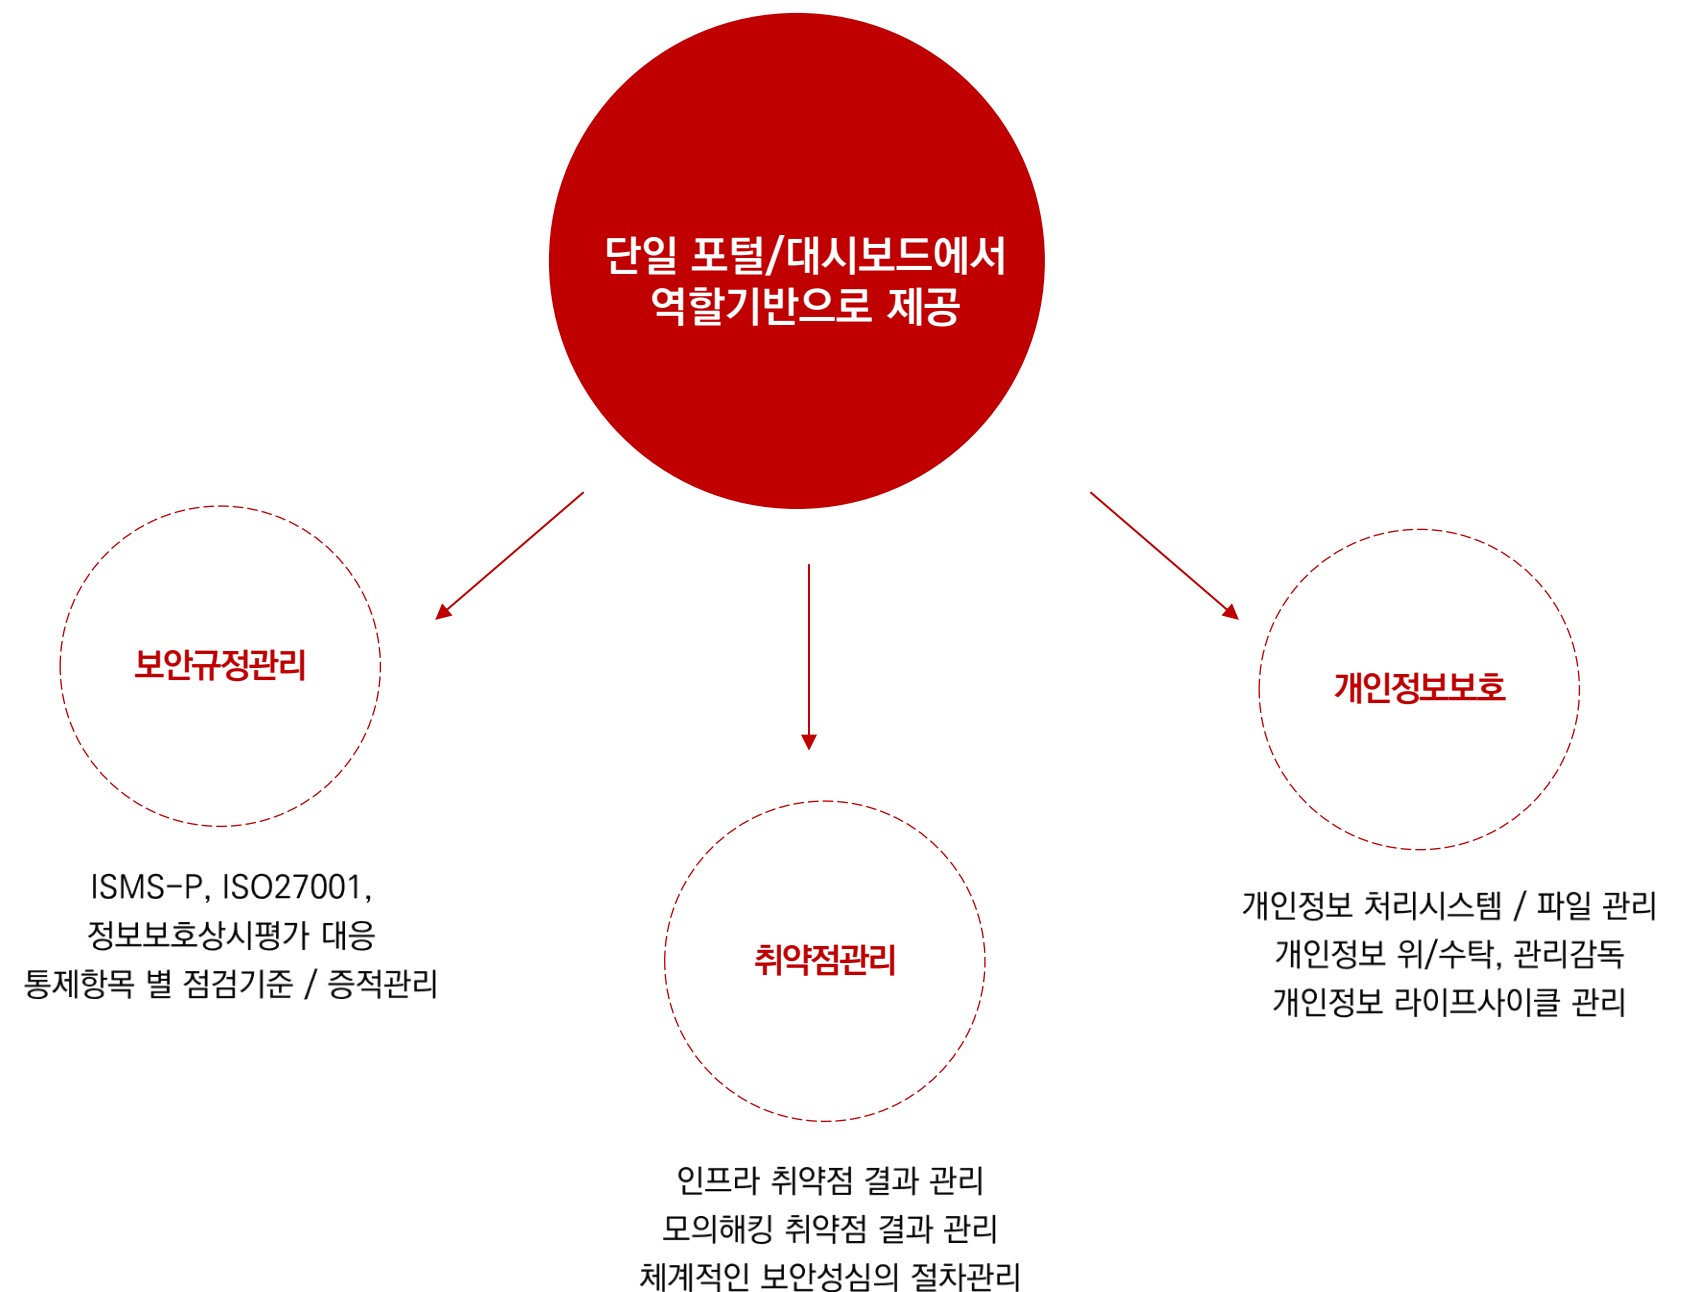 단일 포털/대시보드에서
역할기반으로 제공
보안규정관리
ISMS-P, ISO27001,
정보보호상시평가 대응
통제항목 별 점검기준 / 증적관리
취약점관리
인프라 취약점 결과 관리
모의해킹 취약점 결과 관리
체계적인 보안성심의 절차관리
개인정보보호
개인정보 처리시스템 / 파일 관리
개인정보 위/수탁, 관리감독
개인정보 라이프사이클 관리